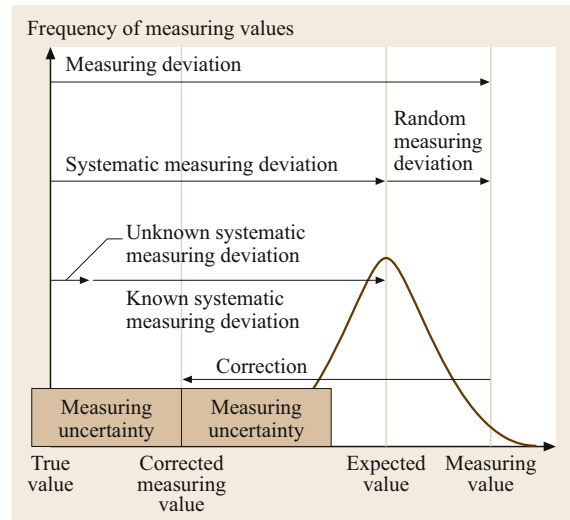 Frequency of measuring values
Measuring deviation
Random
measuring
deviation
Systematic measuring deviation
Unknown systematic
measuring deviation
Known systematic
measuring deviation
Correction
Measuring
uncertainty
Measuring
uncertainty
True
value
Corrected
measuring
value
Expected
value
Measuring
value